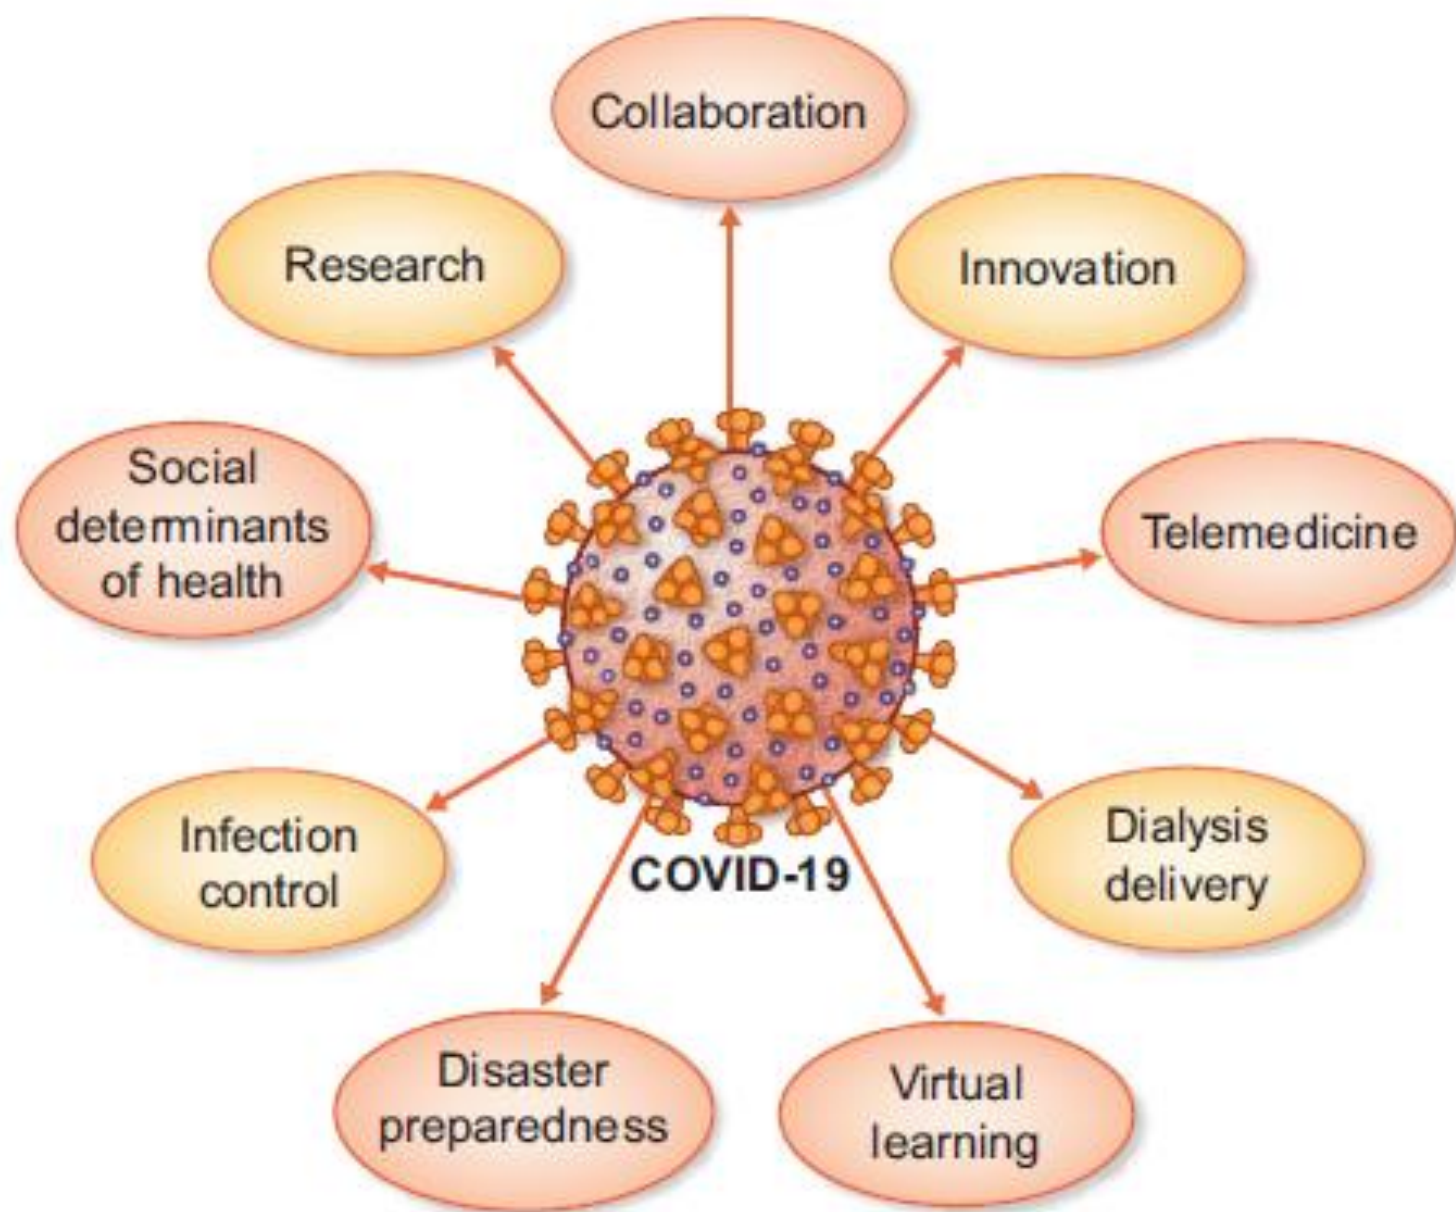 Collaboration
Research
Innovation
Social
determinants
of health
Telemedicine
Infection
control
COVID-19
Dialysis
delivery
Disaster
preparedness
Virtual
learning